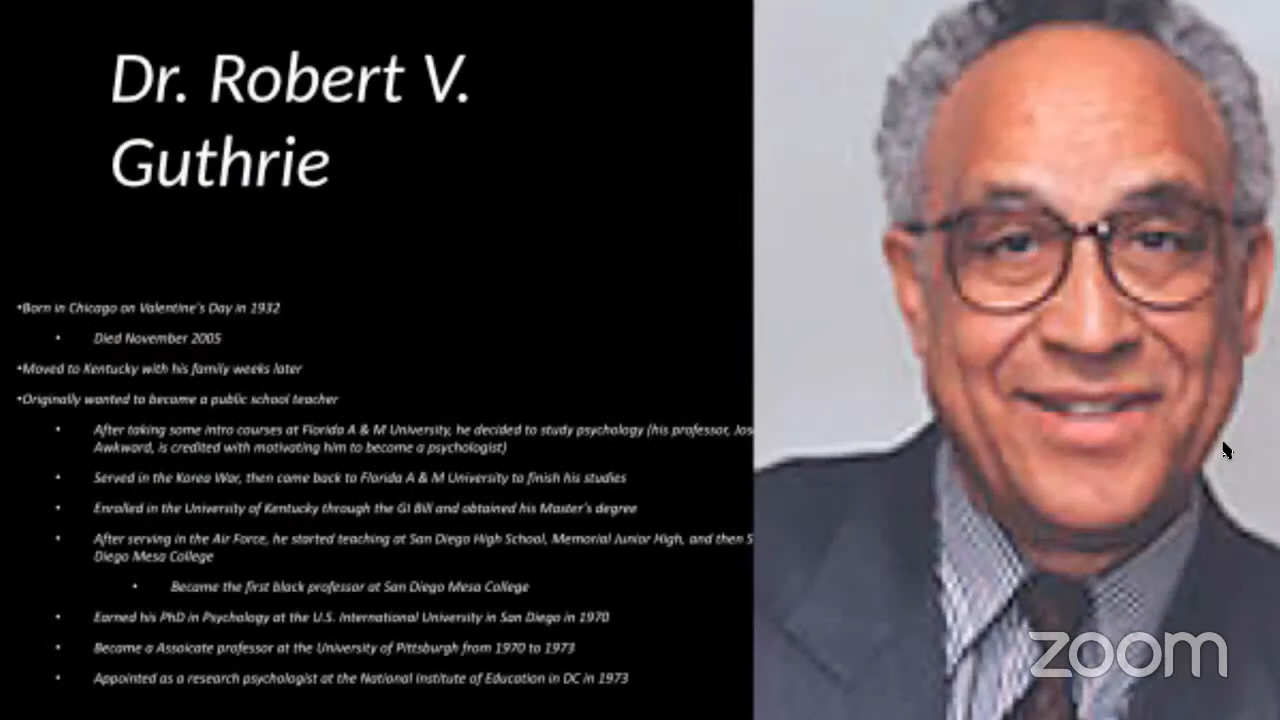 Dr. Robert V.
Guthrie
•Born in Chicago on Valentine's Day in 1932
• Died November 2005
•Moved to Kentucky with his family weeks later
•Originally wanted to become a public school teacher
• After taking some intro courses at Florida A & M University, he decided to study psychology (his professor, Jos
Awkward, is credited with motivating him to become a psychologist)
• Served in the Korea War, then came back to Florida A & M University to finish his studies
• Enrolled in the University of Kentucky through the GI Bill and obtained his Master's degree
• After serving in the Air Force, he started teaching at San Diego High School, Memorial Junior High, and then S
Diego Mesa College
• Became the first black professor at San Diego Mesa College
• Earned his PhD in Psychology at the U.S. International University in San Diego in 1970
• Became a Assoicate professor at the University of Pittsburgh from 1970 to 1973
• Appointed as a research psychologist at the National Institute of Education in DC in 1973
zoom